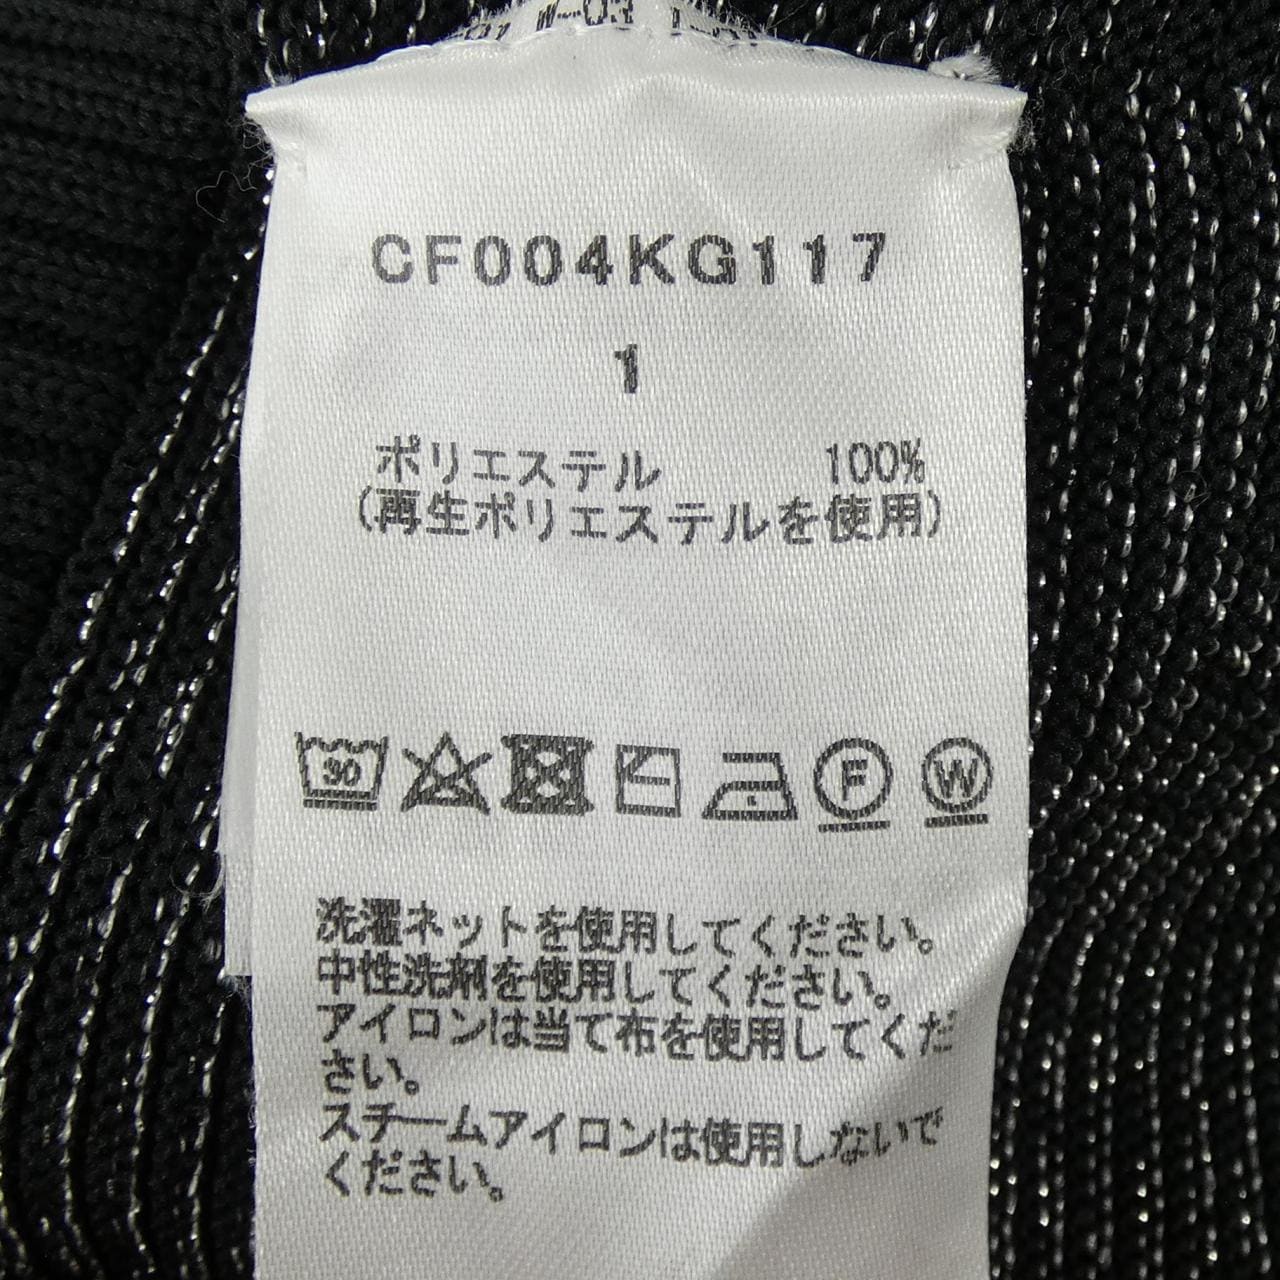 CF004KG117
1
ポリエステル 100%
(再生ポリエステルを使用)
30 F W
洗濯ネットを使用してください。
中性洗剤を使用してください。
アイロンは当て布を使用してくだ
さい。
スチームアイロンは使用しないで
ください。